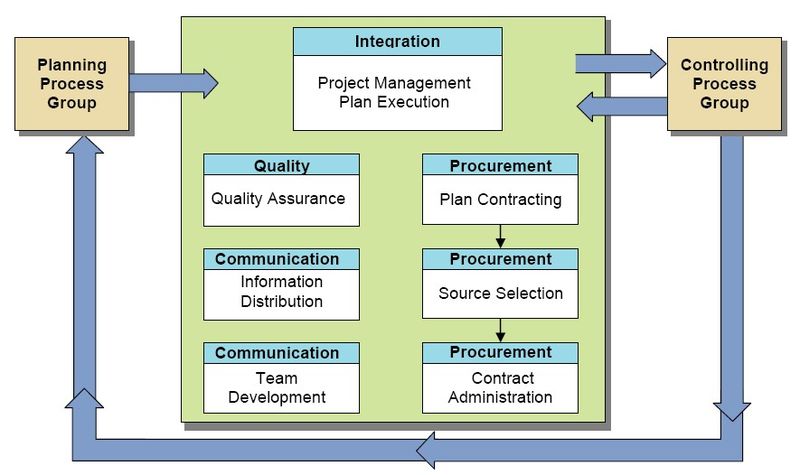 Planning
Process
Group
Integration
Project Management
Plan Execution
Controlling
Process
Group
Quality
Quality Assurance
Procurement
Plan Contracting
Communication
Information
Distribution
Procurement
Source Selection
Communication
Team
Development
Procurement
Contract
Administration